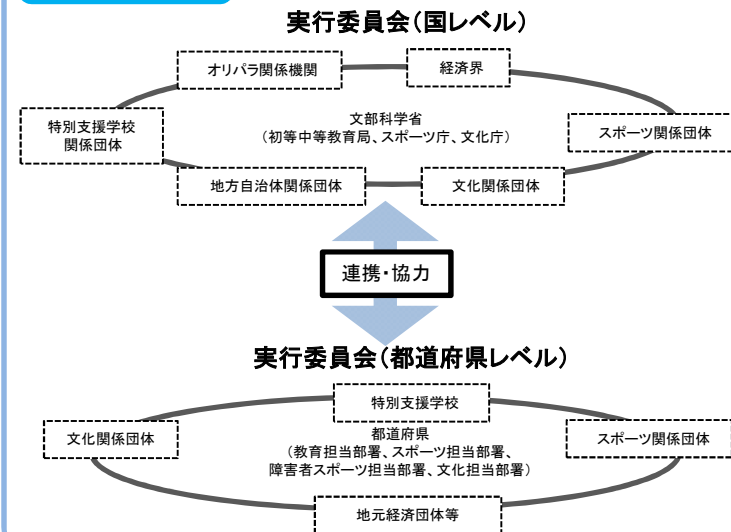 実行委員会（国レベル）
オリパラ関係機関
経済界
特別支援学校
関係団体
文部科学省
（初等中等教育局、スポーツ庁、文化庁）
スポーツ関係団体
地方自治体関係団体
文化関係団体
連携・協力
実行委員会（都道府県レベル）
特別支援学校
文化関係団体
都道府県
（教育担当部署、スポーツ担当部署、
障害者スポーツ担当部署、文化担当部署）
スポーツ関係団体
地元経済団体等